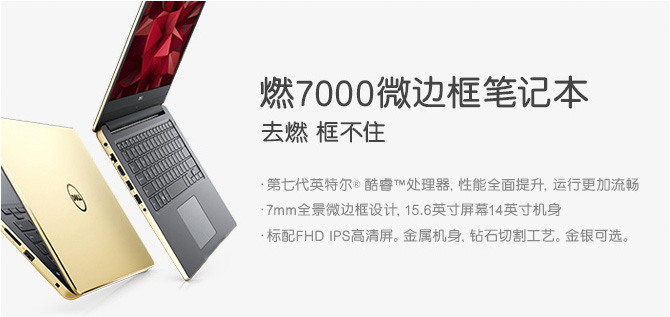 燃7000微边框笔记本
去燃 框不住
·第七代英特尔® 酷睿™处理器, 性能全面提升, 运行更加流畅
·7mm全景微边框设计, 15.6英寸屏幕14英寸机身
·标配FHD IPS高清屏。金属机身, 钻石切割工艺。金银可选。
DELL